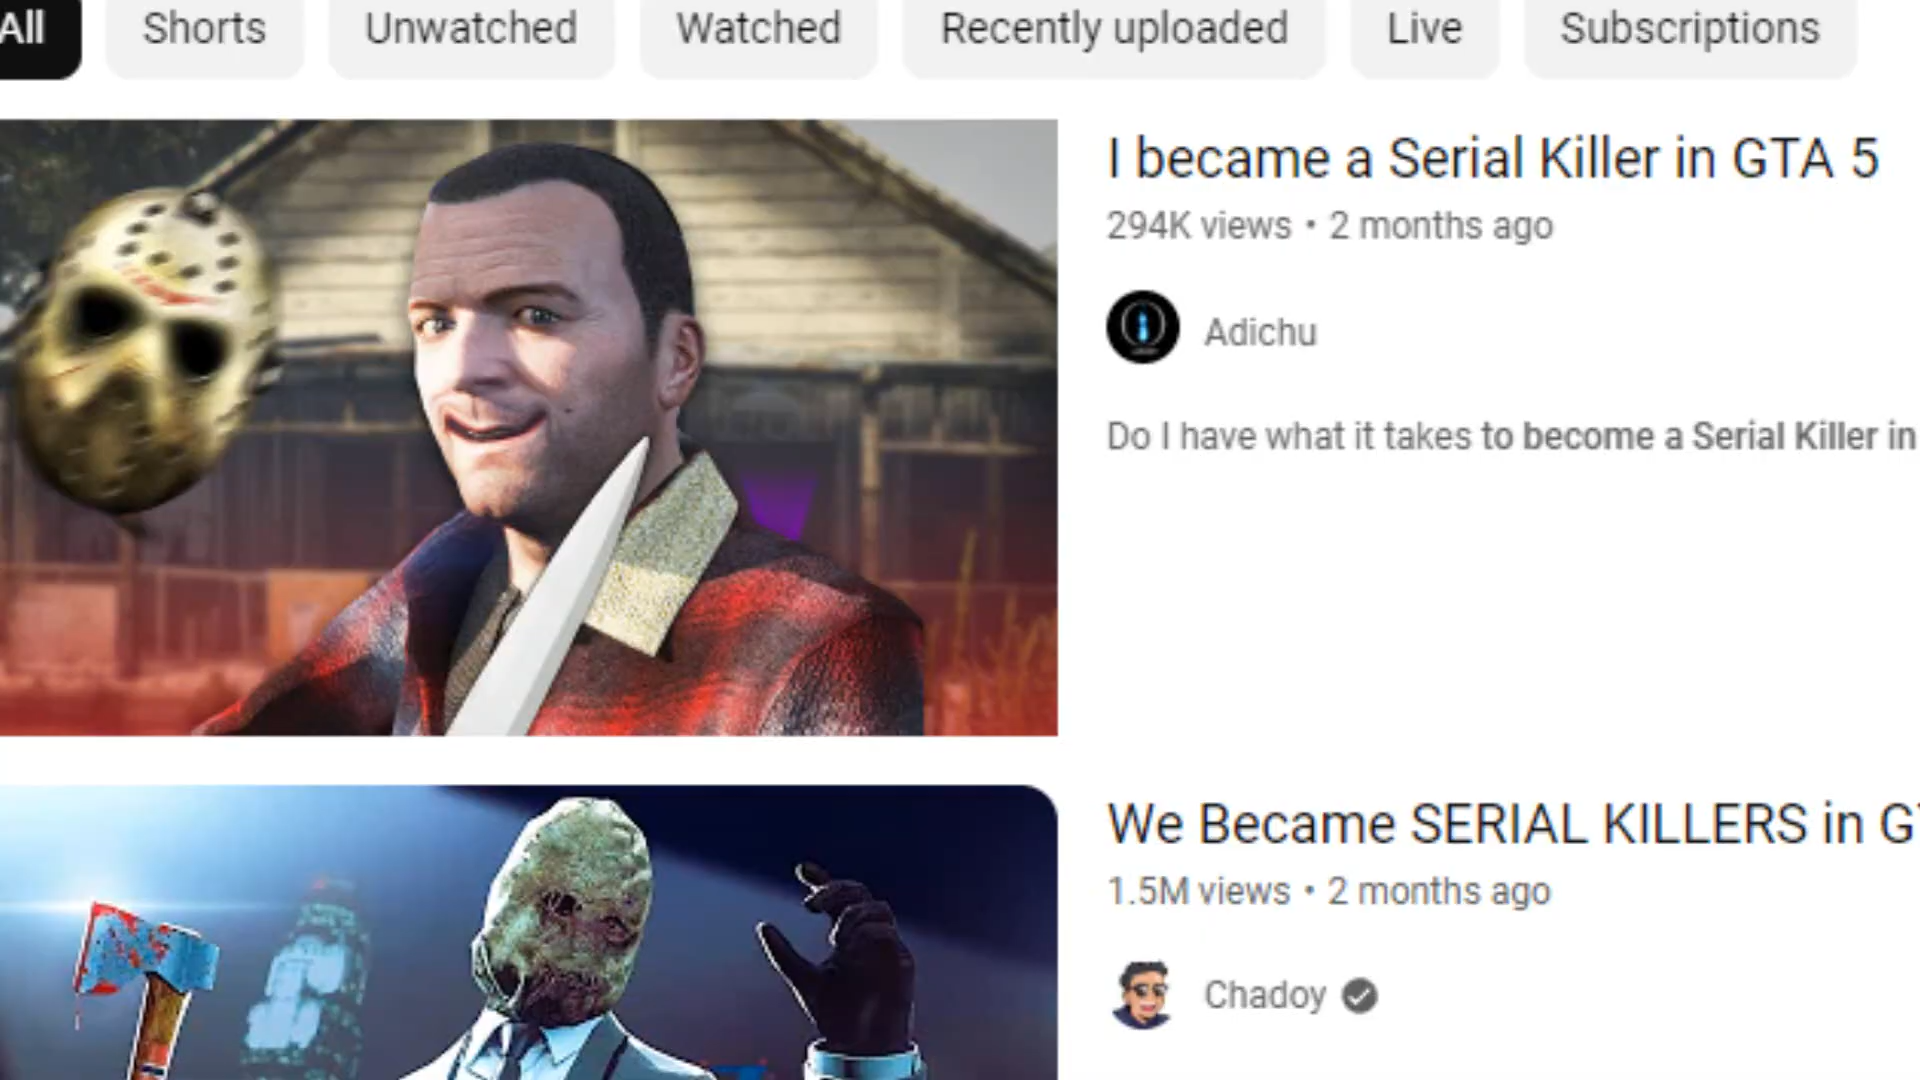 All
Shorts
Unwatched
Watched
Recently uploaded
Live
Subscriptions
I became a Serial Killer in GTA 5
294K views • 2 months ago
Adichu
Do I have what it takes to become a Serial Killer in
We Became SERIAL KILLERS in G
1.5M views • 2 months ago
Chadoy